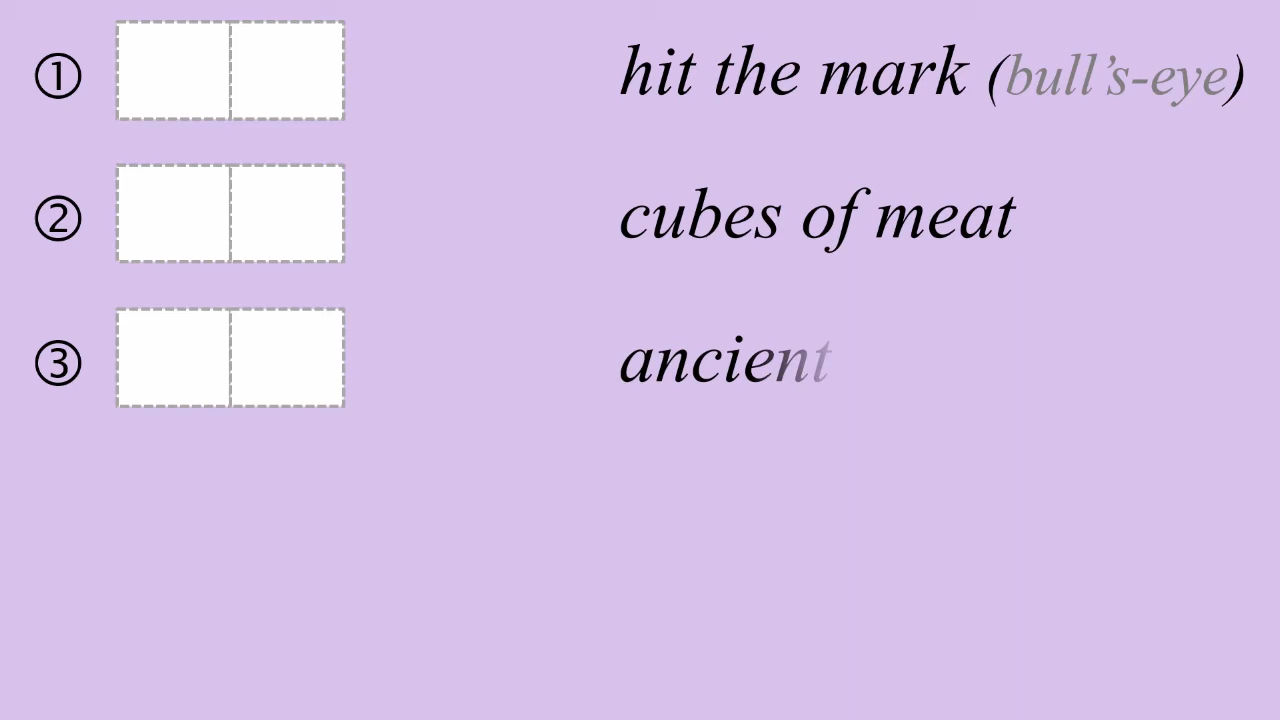 ① hit the mark (bull’s-eye)
② cubes of meat
③ ancient